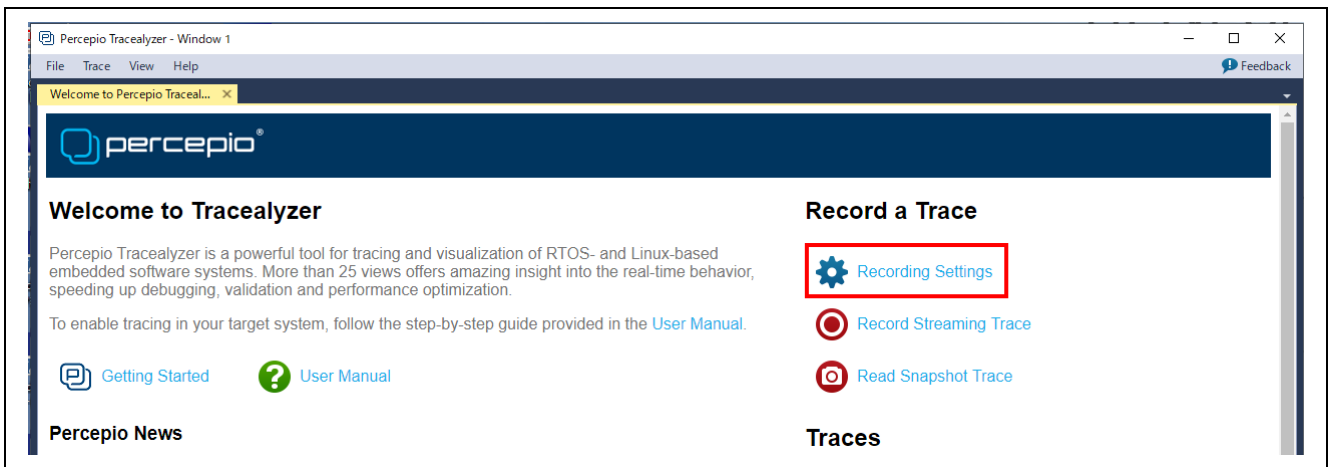 Percepio Tracealyzer - Window 1
File Trace View Help
Feedback
Welcome to Percepio Traceal...
percepio®
Welcome to Tracealyzer
Percepio Tracealyzer is a powerful tool for tracing and visualization of RTOS- and Linux-based
embedded software systems. More than 25 views offers amazing insight into the real-time behavior,
speeding up debugging, validation and performance optimization.
To enable tracing in your target system, follow the step-by-step guide provided in the User Manual.
Getting Started
User Manual
Percepio News
Record a Trace
Recording Settings
Record Streaming Trace
Read Snapshot Trace
Traces